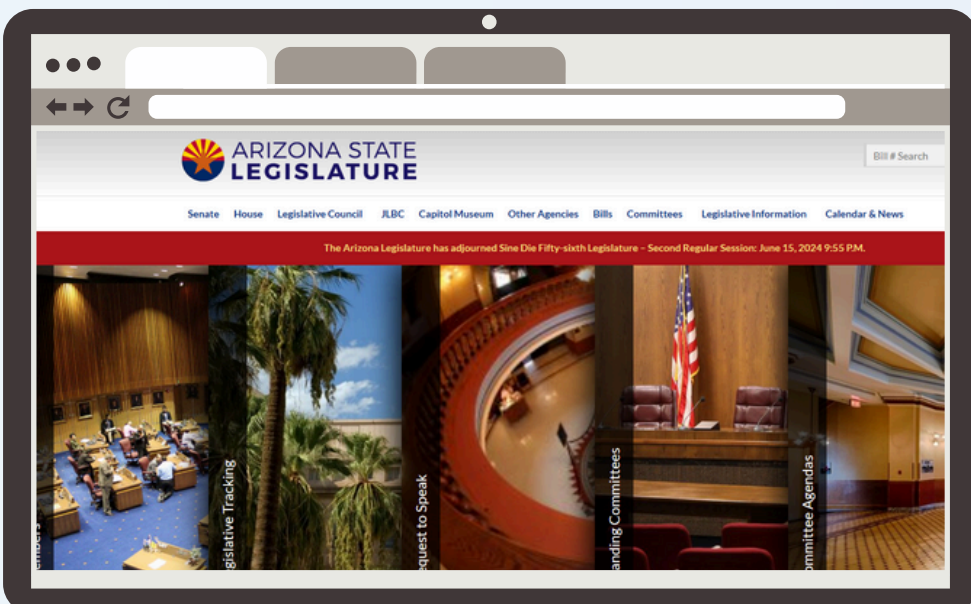 ARIZONA STATE
LEGISLATURE
Bill # Search
Senate House Legislative Council JLBC Capitol Museum Other Agencies Bills Committees Legislative Information Calendar & News
The Arizona Legislature has adjourned Sine Die Fifty-sixth Legislature – Second Regular Session: June 15, 2024 9:55 P.M.
embers
gislative Tracking
equest to Speak
anding Committees
ommittee Agendas